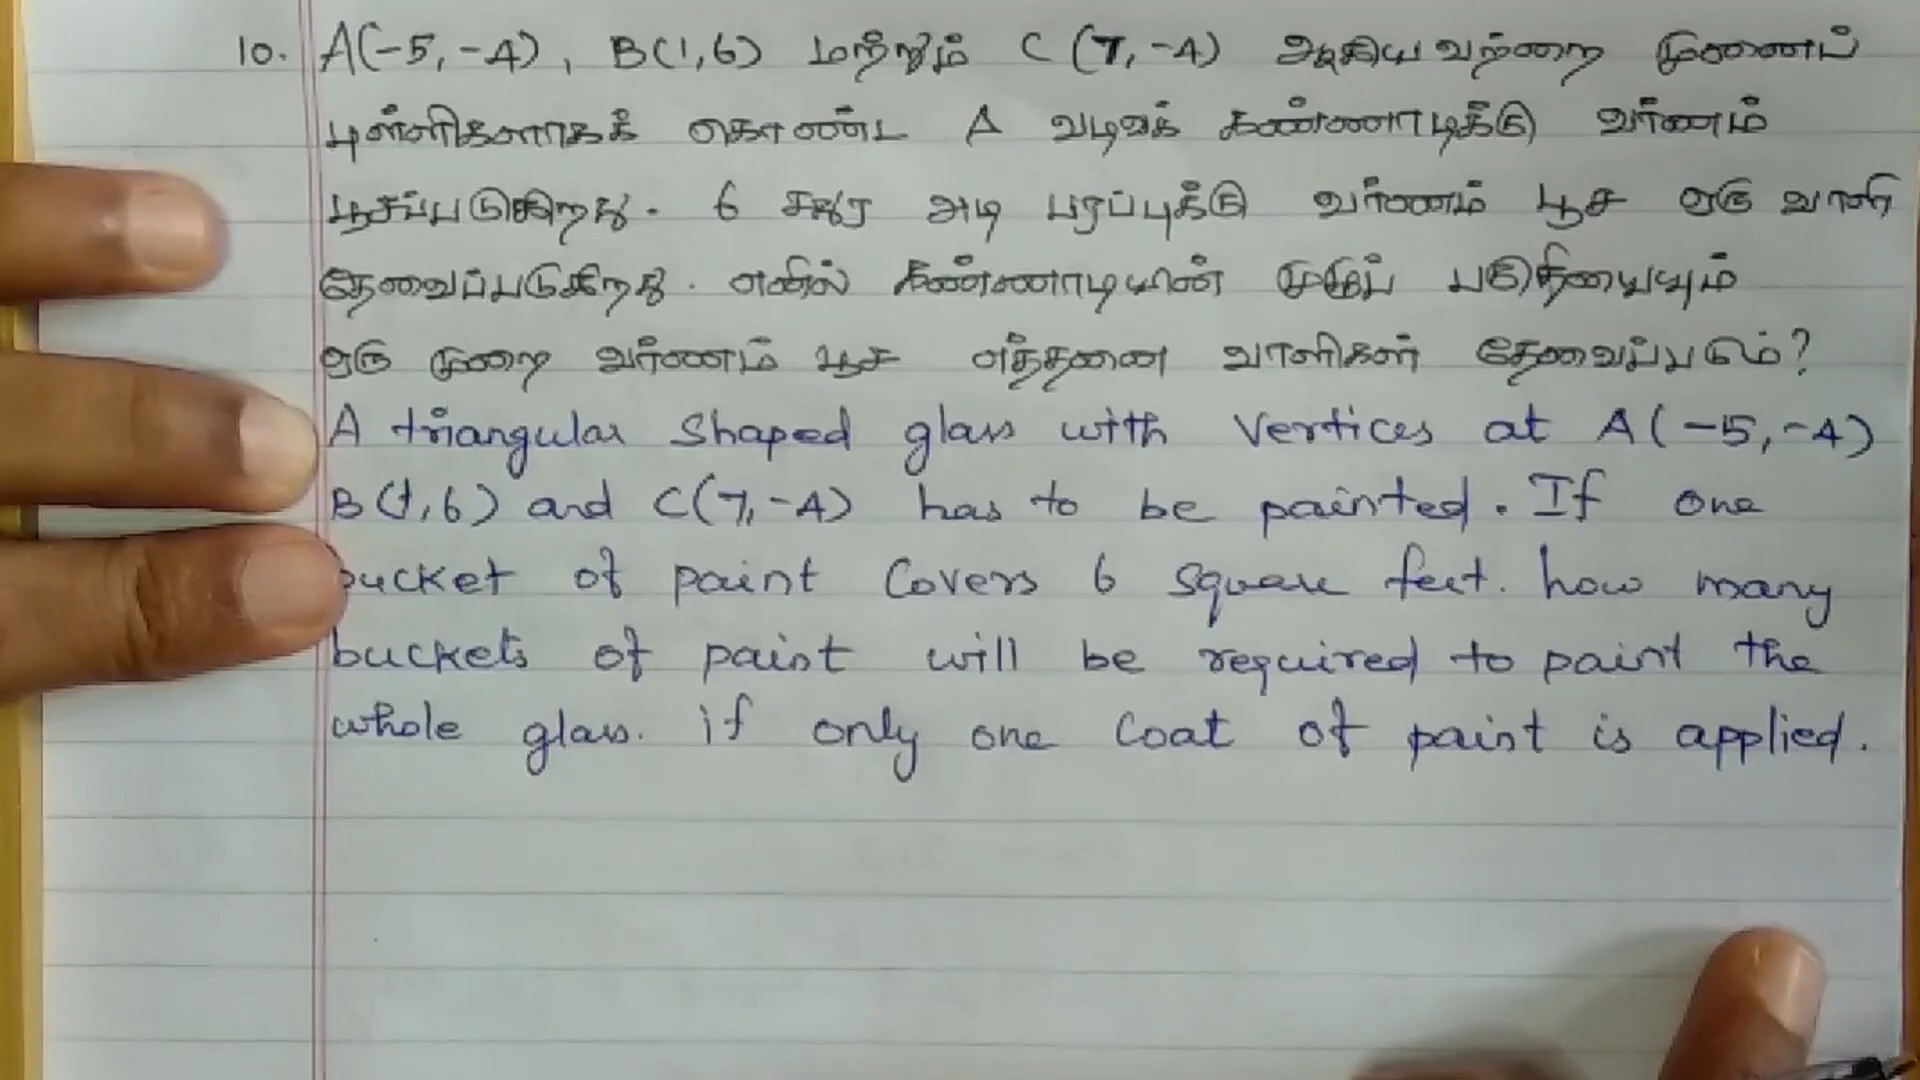 10. A(-5,-4), B(1,6) மற்றும் C (7,-4) ஆகியவற்றை முனைப்
புள்ளிகளாகக் கொண்ட Δ வடிவக் கண்ணாடிக்கு வர்ணம்
பூசப்படுகிறது. 6 சதுர அடி பரப்புக்கு வர்ணம் பூச ஒரு வாளி
தேவைப்படுகிறது. எனில் கண்ணாடியின் முழுப் பகுதியையும்
ஒரு முறை வர்ணம் பூச எத்தனை வாளிகள் தேவைப்படும்?
A triangular shaped glass with vertices at A(-5,-4)
B(1,6) and C(7,-4) has to be painted. If one
bucket of paint covers 6 square feet. how many
buckets of paint will be required to paint the
whole glass. if only one coat of paint is applied.